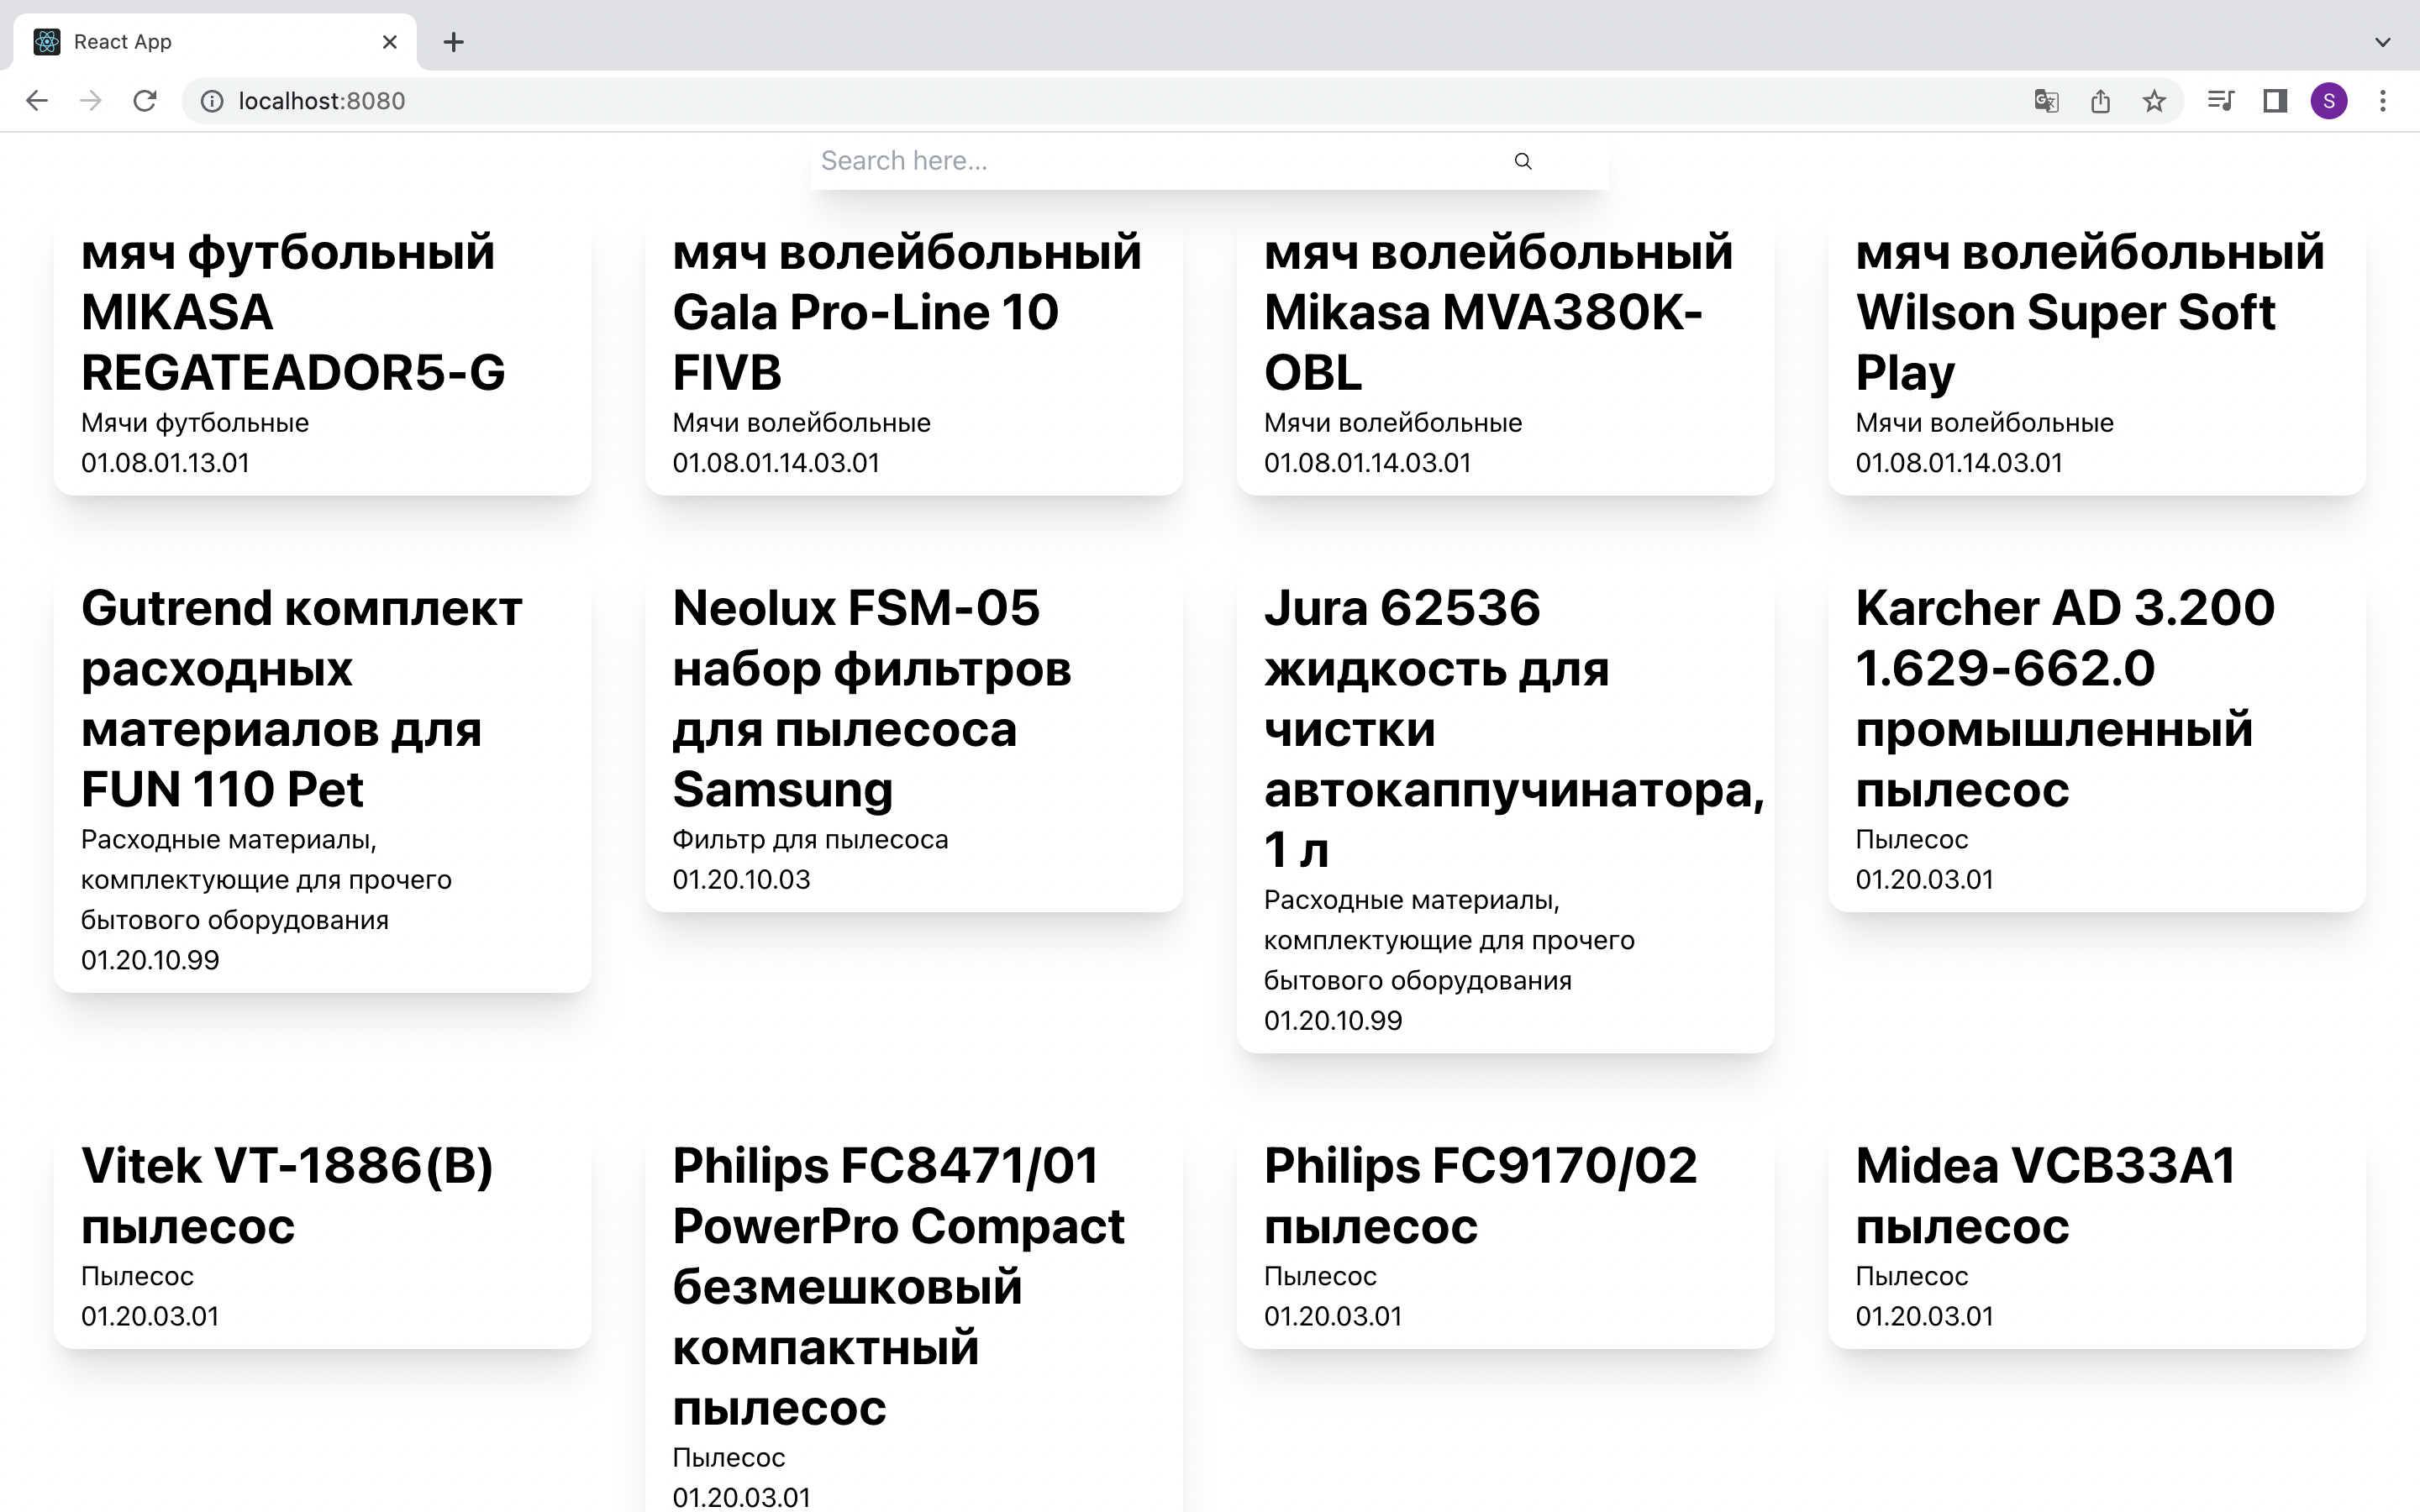 React App
localhost:8080
S
Search here...
мяч футбольный
MIKASA
REGATEADOR5-G
Мячи футбольные
01.08.01.13.01
мяч волейбольный
Gala Pro-Line 10
FIVB
Мячи волейбольные
01.08.01.14.03.01
мяч волейбольный
Mikasa MVA380K-
OBL
Мячи волейбольные
01.08.01.14.03.01
мяч волейбольный
Wilson Super Soft
Play
Мячи волейбольные
01.08.01.14.03.01
Gutrend комплект
расходных
материалов для
FUN 110 Pet
Расходные материалы,
комплектующие для прочего
бытового оборудования
01.20.10.99
Neolux FSM-05
набор фильтров
для пылесоса
Samsung
Фильтр для пылесоса
01.20.10.03
Jura 62536
жидкость для
чистки
автокаппучинатора,
1 л
Расходные материалы,
комплектующие для прочего
бытового оборудования
01.20.10.99
Karcher AD 3.200
1.629-662.0
промышленный
пылесос
Пылесос
01.20.03.01
Vitek VT-1886(B)
пылесос
Пылесос
01.20.03.01
Philips FC8471/01
PowerPro Compact
безмешковый
компактный
пылесос
Пылесос
01.20.03.01
Philips FC9170/02
пылесос
Пылесос
01.20.03.01
Midea VCB33A1
пылесос
Пылесос
01.20.03.01